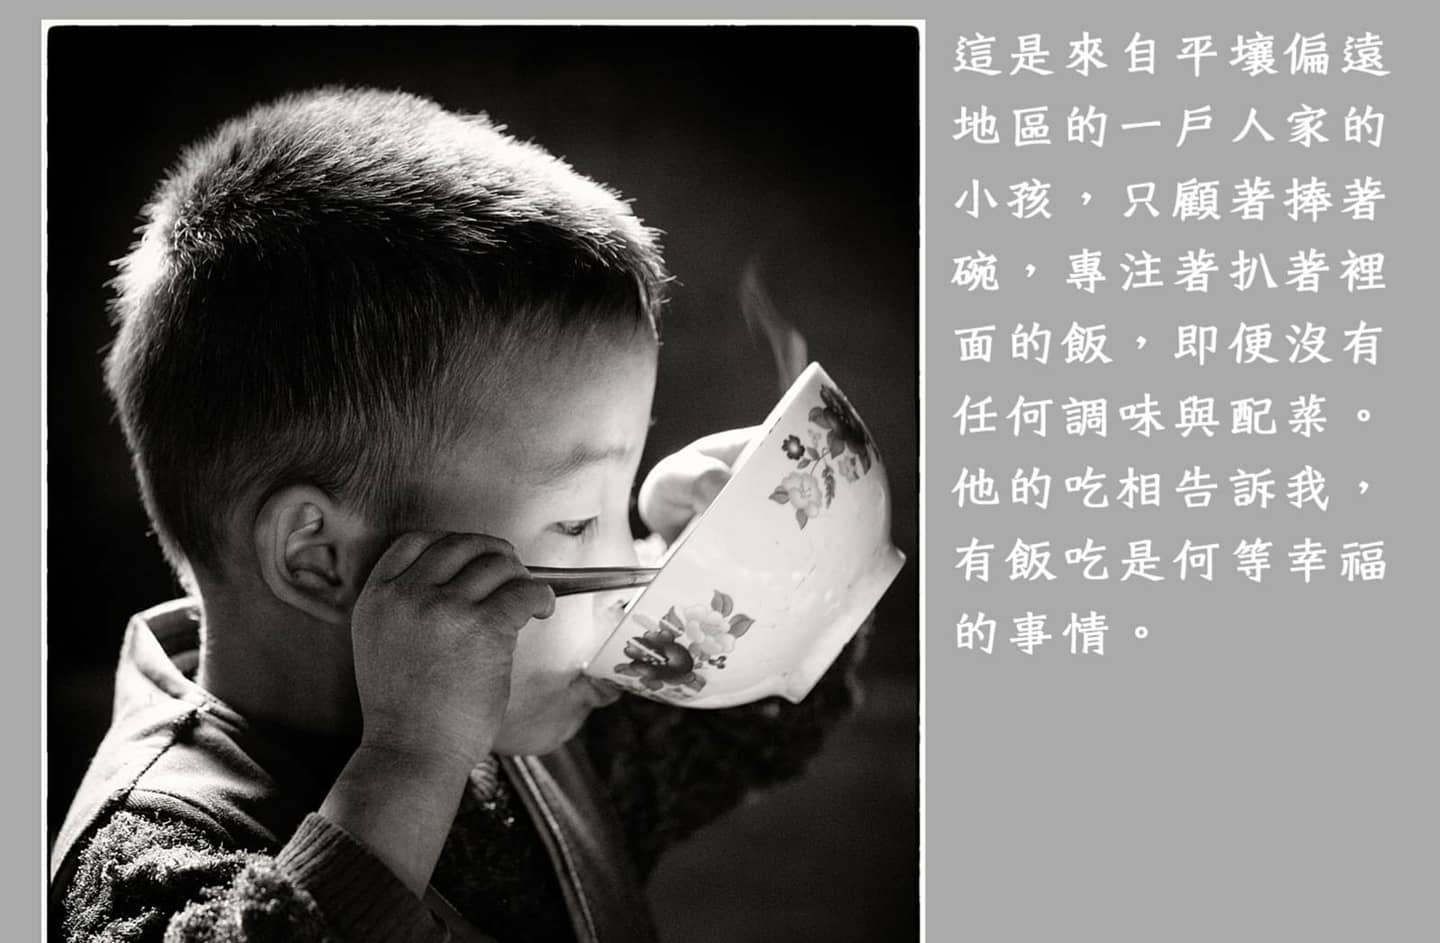 這是來自平壤偏遠
地區的一戶人家的
小孩，只顧著捧著
碗，專注著扒著裡
面的飯，即便沒有
任何調味與配菜。
他的吃相告訴我，
有飯吃是何等幸福
的事情。